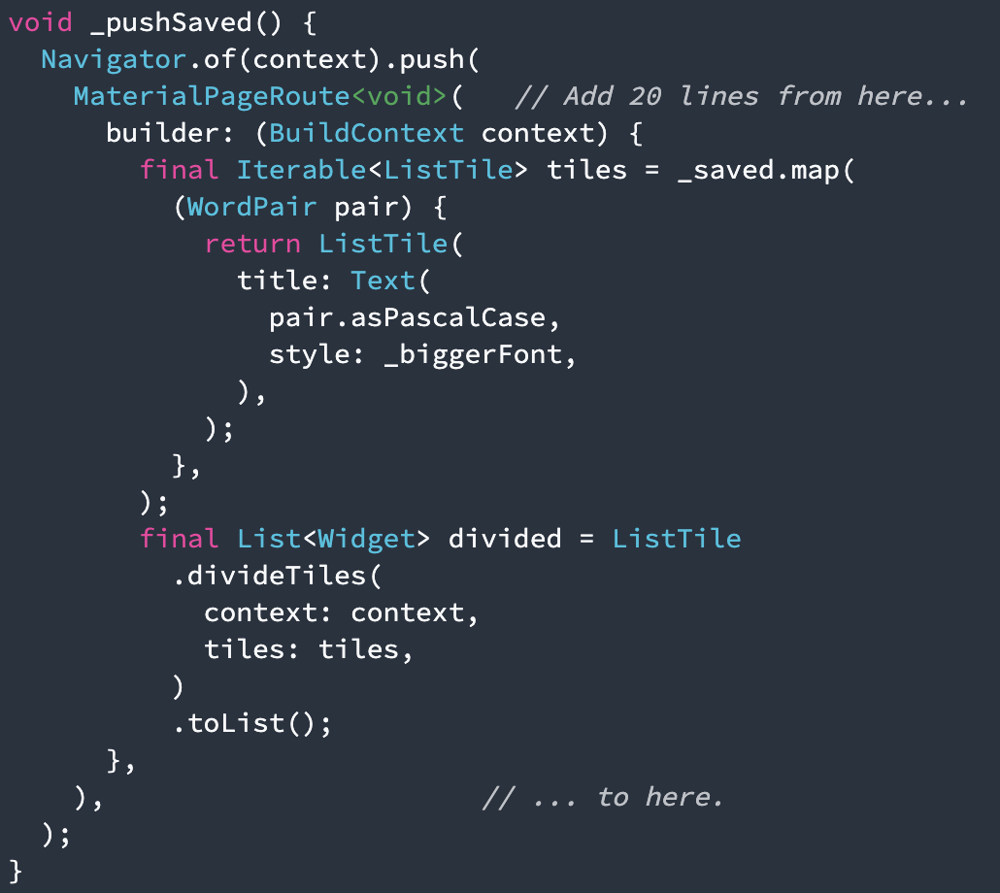 void _pushSaved() {
  Navigator.of(context).push(
    MaterialPageRoute<void>(   // Add 20 lines from here...
      builder: (BuildContext context) {
        final Iterable<ListTile> tiles = _saved.map(
          (WordPair pair) {
            return ListTile(
              title: Text(
                pair.asPascalCase,
                style: _biggerFont,
              ),
            );
          },
        );
        final List<Widget> divided = ListTile
          .divideTiles(
            context: context,
            tiles: tiles,
          )
          .toList();
      },
    ),                       // ... to here.
  );
}